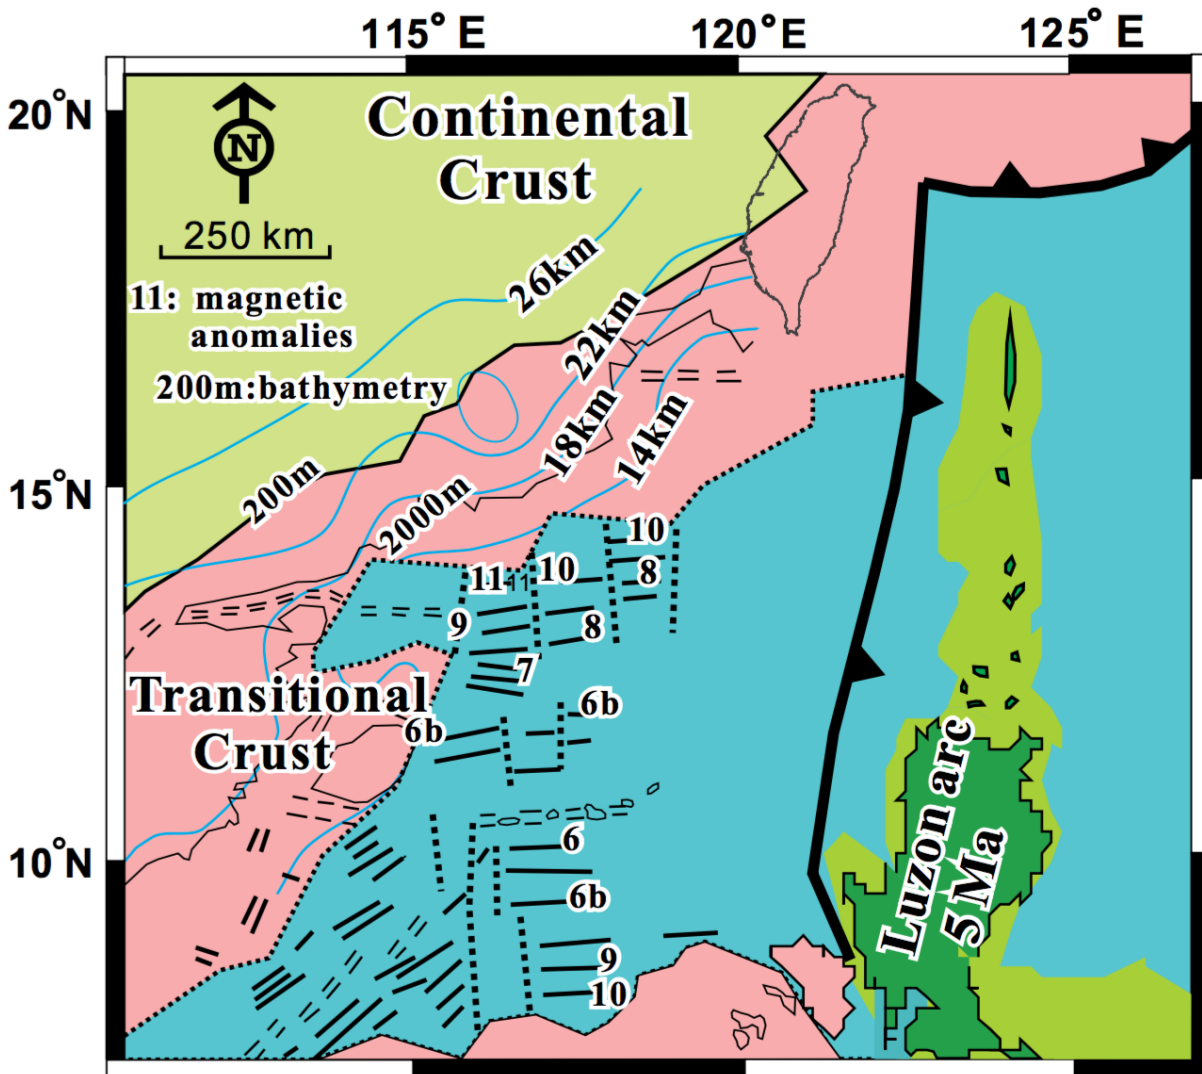 115°E 120°E 125°E
20°N
Continental
Crust
N
250 km
26km
11: magnetic
anomalies
22km
200m:bathymetry
18km
14km
15°N
200m
2000m
10
11 11 10 8
9 8
7
6b
Transitional
6b
Crust
Luzon arc
5 Ma
6
10°N
6b
9
10